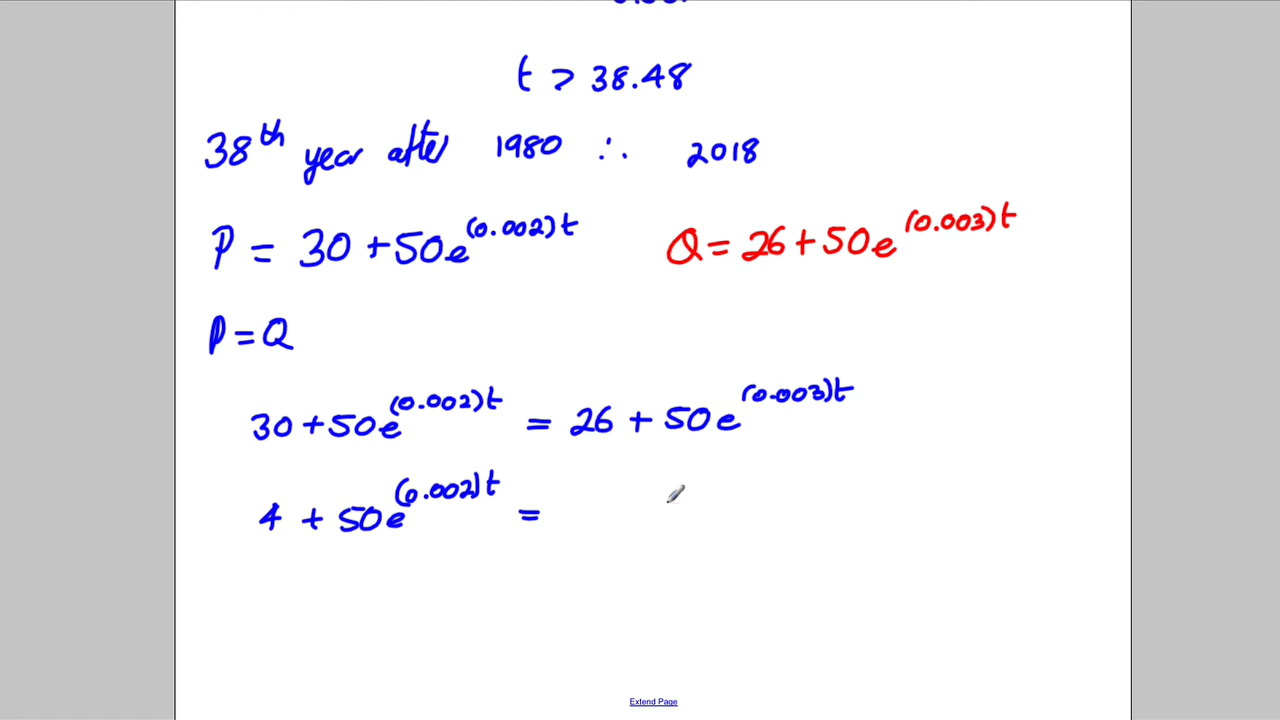 t > 38.48
38th year after 1980 ∴ 2018
P = 30 + 50e^(0.002)t Q = 26 + 50e^(0.003)t
P = Q
30 + 50e^(0.002)t = 26 + 50e^(0.003)t
4 + 50e^(0.002)t =
Extend Page